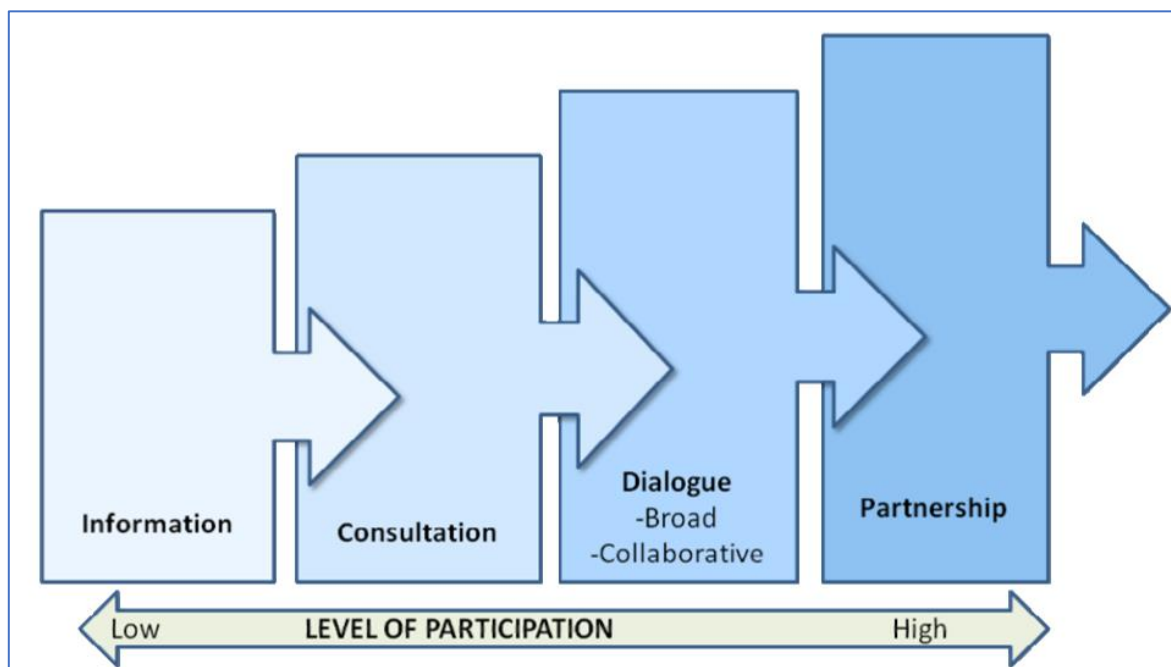 Information
Consultation
Dialogue
-Broad
-Collaborative
Partnership
Low
LEVEL OF PARTICIPATION
High